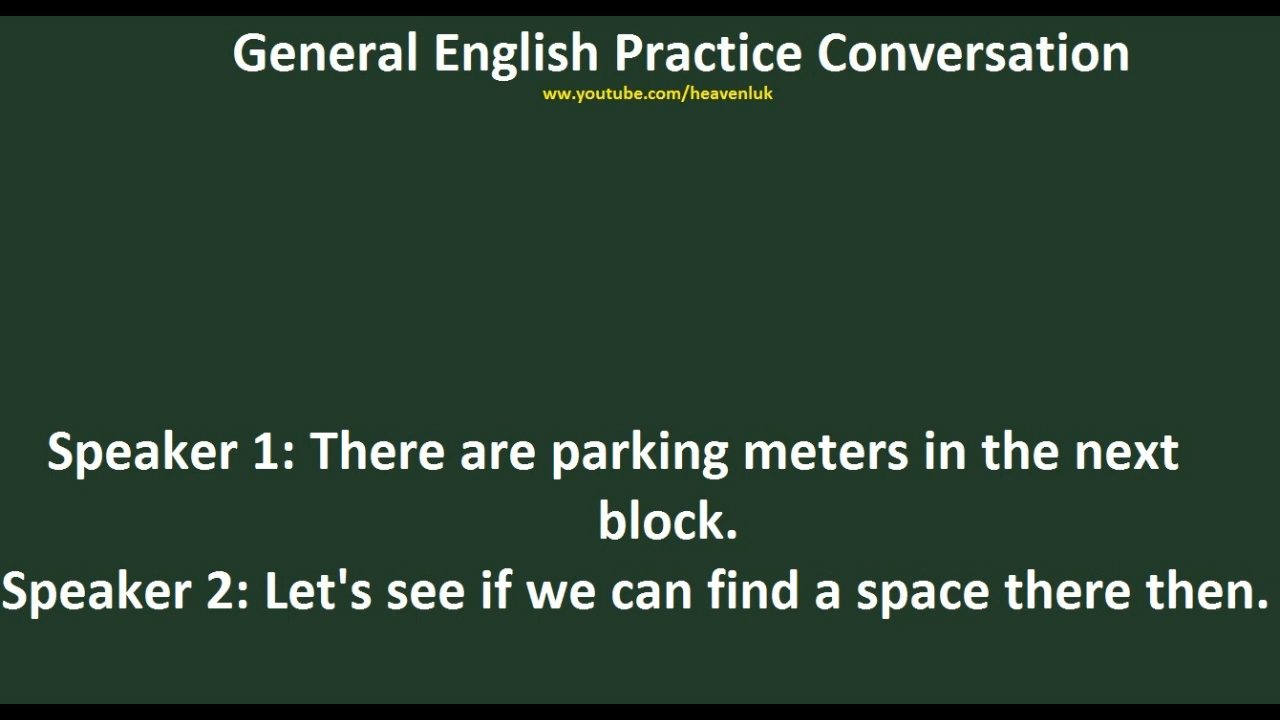 General English Practice Conversation
ww.youtube.com/heavenluk
Speaker 1: There are parking meters in the next
block.
Speaker 2: Let's see if we can find a space there then.